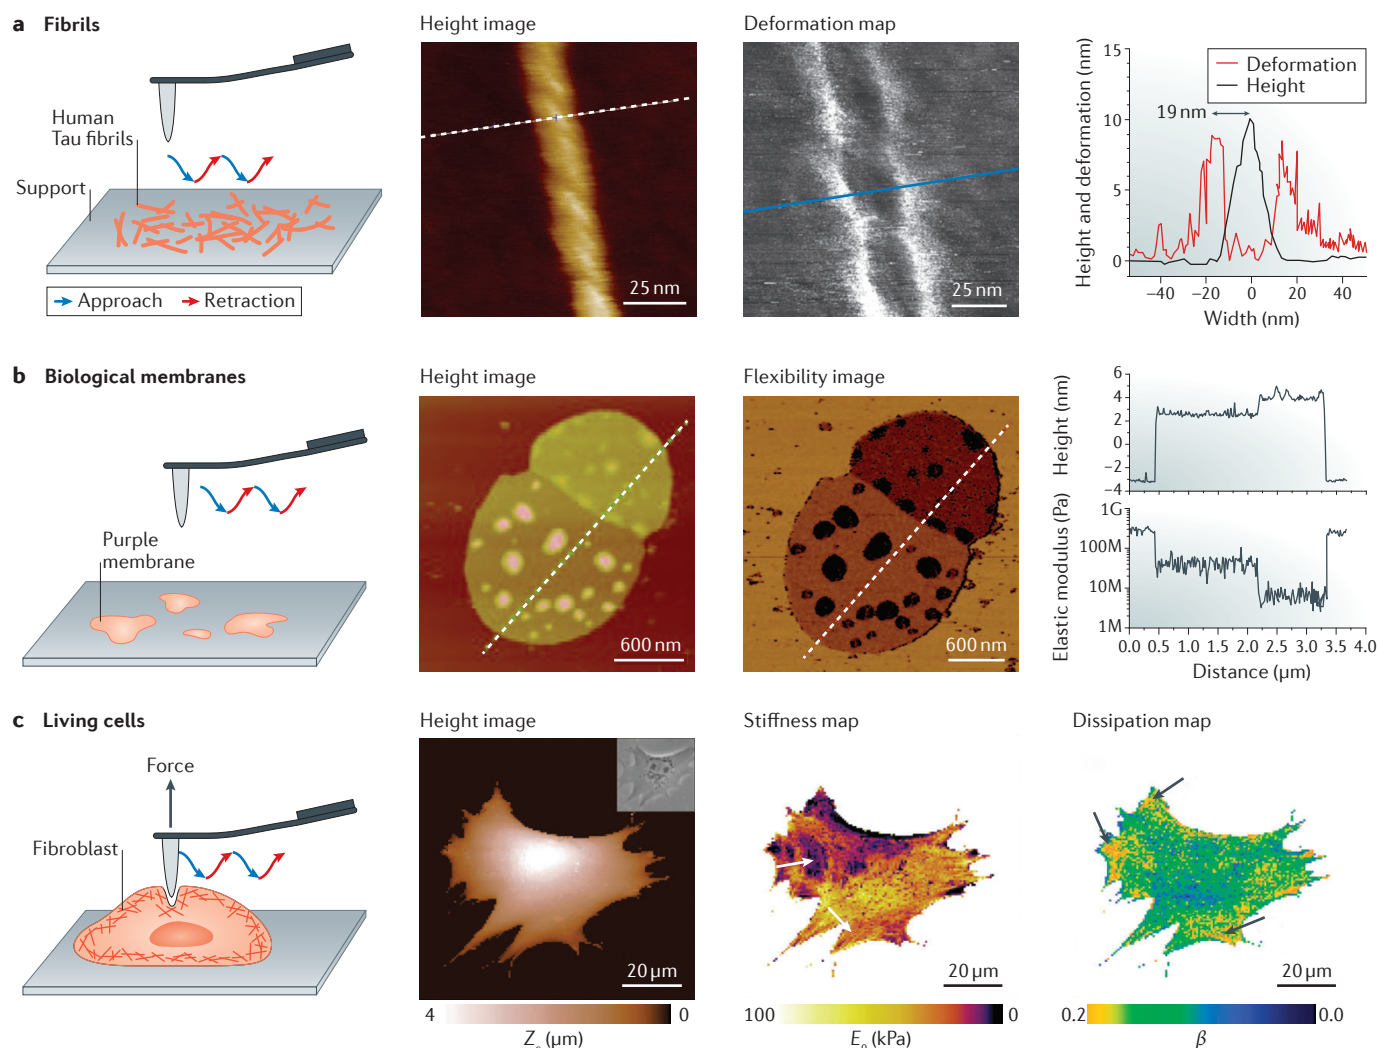 a Fibrils
Height image
Deformation map
Human
Tau fibrils
Support
Approach Retraction
25 nm
25 nm
Height and deformation (nm)
15
10
5
0
Deformation
Height
19 nm
−40 −20 0 20 40
Width (nm)
b Biological membranes
Height image
Flexibility image
Purple
membrane
600 nm
600 nm
Height (nm)
6
4
2
0
−2
−4
Elastic modulus (Pa)
1G
100M
10M
1M
0.0 0.5 1.0 1.5 2.0 2.5 3.0 3.5 4.0
Distance (μm)
c Living cells
Height image
Stiffness map
Dissipation map
Force
Fibroblast
20 μm
20 μm
20 μm
4 0
Z (μm)
100 0
E₀ (kPa)
0.2 0.0
β